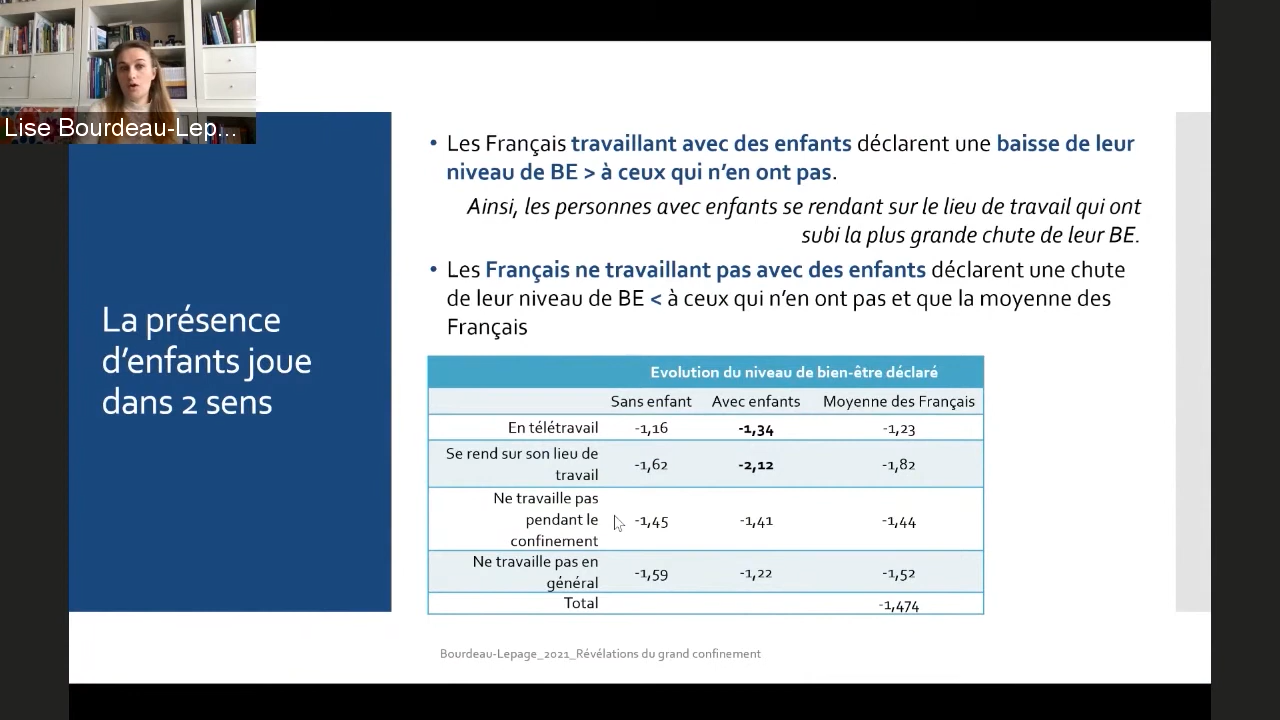 Lise Bourdeau-Lep...
La présence
d’enfants joue
dans 2 sens
• Les Français travaillant avec des enfants déclarent une baisse de leur
niveau de BE > à ceux qui n’en ont pas.
Ainsi, les personnes avec enfants se rendant sur le lieu de travail qui ont
subi la plus grande chute de leur BE.
• Les Français ne travaillant pas avec des enfants déclarent une chute
de leur niveau de BE < à ceux qui n’en ont pas et que la moyenne des
Français
Evolution du niveau de bien-être déclaré
Sans enfant Avec enfants Moyenne des Français
En télétravail -1,16 -1,34 -1,23
Se rend sur son lieu de
travail -1,62 -2,12 -1,82
Ne travaille pas
pendant le -1,45 -1,41 -1,44
confinement
Ne travaille pas en
général -1,59 -1,22 -1,52
Total -1,474
Bourdeau-Lepage_2021_Révélations du grand confinement